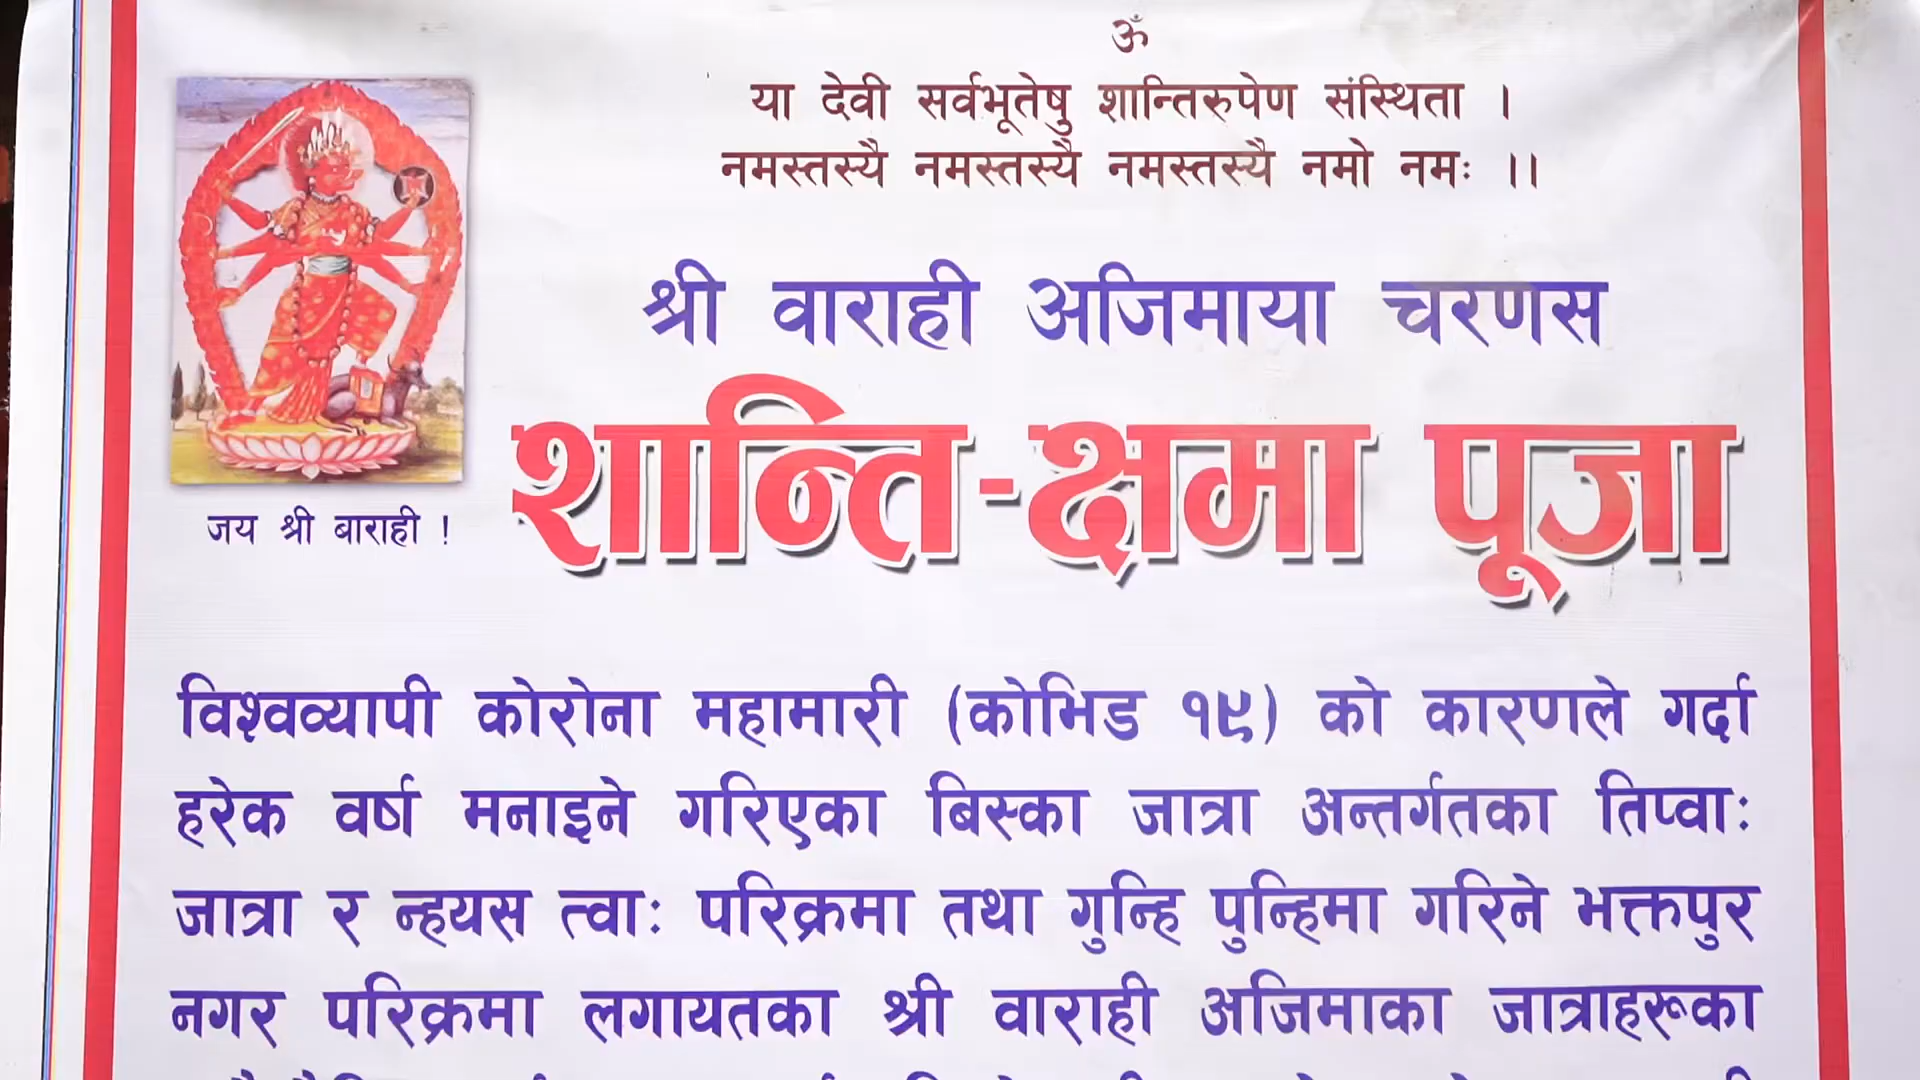 ॐ
या देवी सर्वभूतेषु शान्तिरुपेण संस्थिता ।
नमस्तस्यै नमस्तस्यै नमस्तस्यै नमो नमः ।।
श्री वाराही अजिमाया चरणस
शान्ति-क्षमा पूजा
जय श्री बाराही !
विश्वव्यापी कोरोना महामारी (कोभिड १९) को कारणले गर्दा
हरेक वर्ष मनाइने गरिएका बिस्का जात्रा अन्तर्गतका तिप्वाः
जात्रा र न्हयस त्वाः परिक्रमा तथा गुन्हि पुन्हिमा गरिने भक्तपुर
नगर परिक्रमा लगायतका श्री वाराही अजिमाका जात्राहरूका